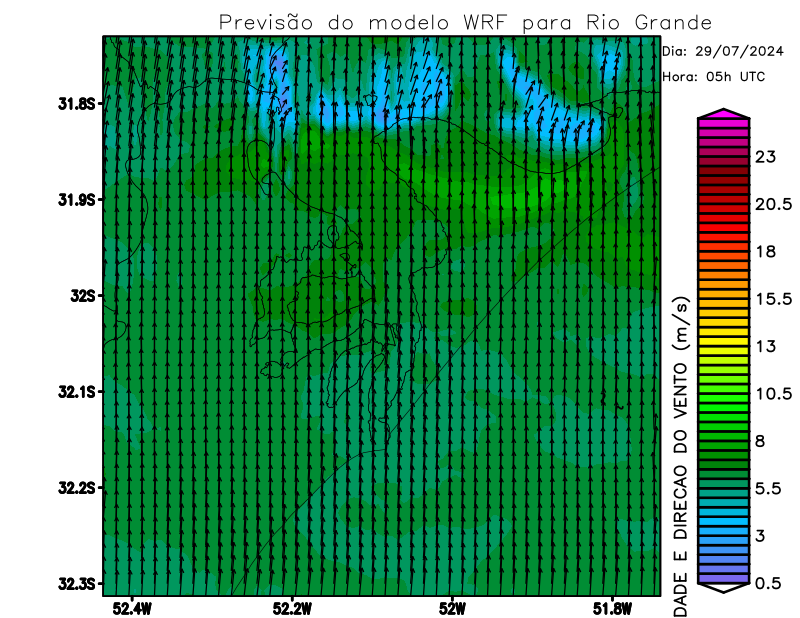 Previsão do modelo WRF para Rio Grande
Dia: 29/07/2024
Hora: 05h UTC
31.8S
31.9S
32S
32.1S
32.2S
32.3S
52.4W
52.2W
52W
51.8W
23
20.5
18
15.5
13
10.5
8
5.5
3
0.5
DADE E DIRECAO DO VENTO (m/s)